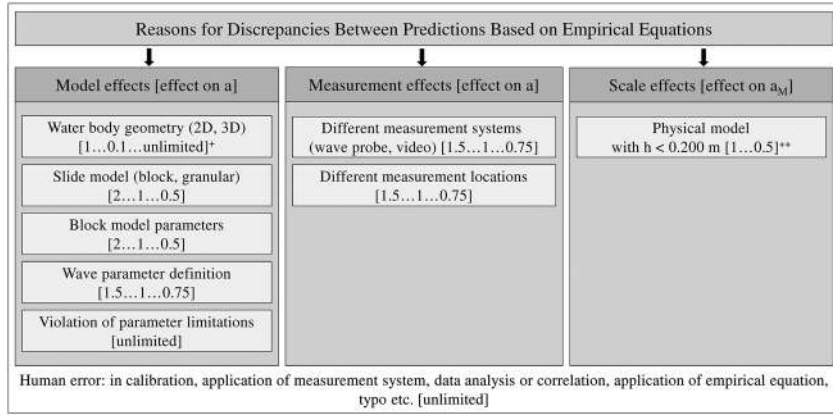 Reasons for Discrepancies Between Predictions Based on Empirical Equations
Model effects [effect on a]
Water body geometry (2D, 3D)
[1…0.1…unlimited]⁺
Slide model (block, granular)
[2…1…0.5]
Block model parameters
[2…1…0.5]
Wave parameter definition
[1.5…1…0.75]
Violation of parameter limitations
[unlimited]
Measurement effects [effect on a]
Different measurement systems
(wave probe, video) [1.5…1…0.75]
Different measurement locations
[1.5…1…0.75]
Scale effects [effect on a_M]
Physical model
with h < 0.200 m [1…0.5]⁺⁺
Human error: in calibration, application of measurement system, data analysis or correlation, application of empirical equation,
typo etc. [unlimited]